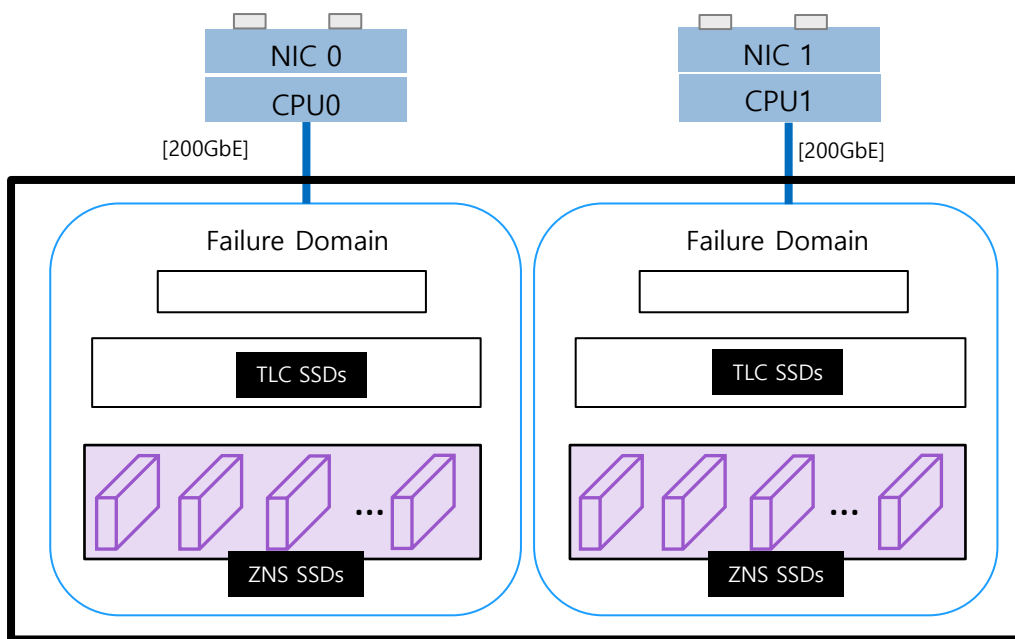 NIC 0
CPU0
[200GbE]
NIC 1
CPU1
[200GbE]
Failure Domain
TLC SSDs
...
ZNS SSDs
Failure Domain
TLC SSDs
...
ZNS SSDs